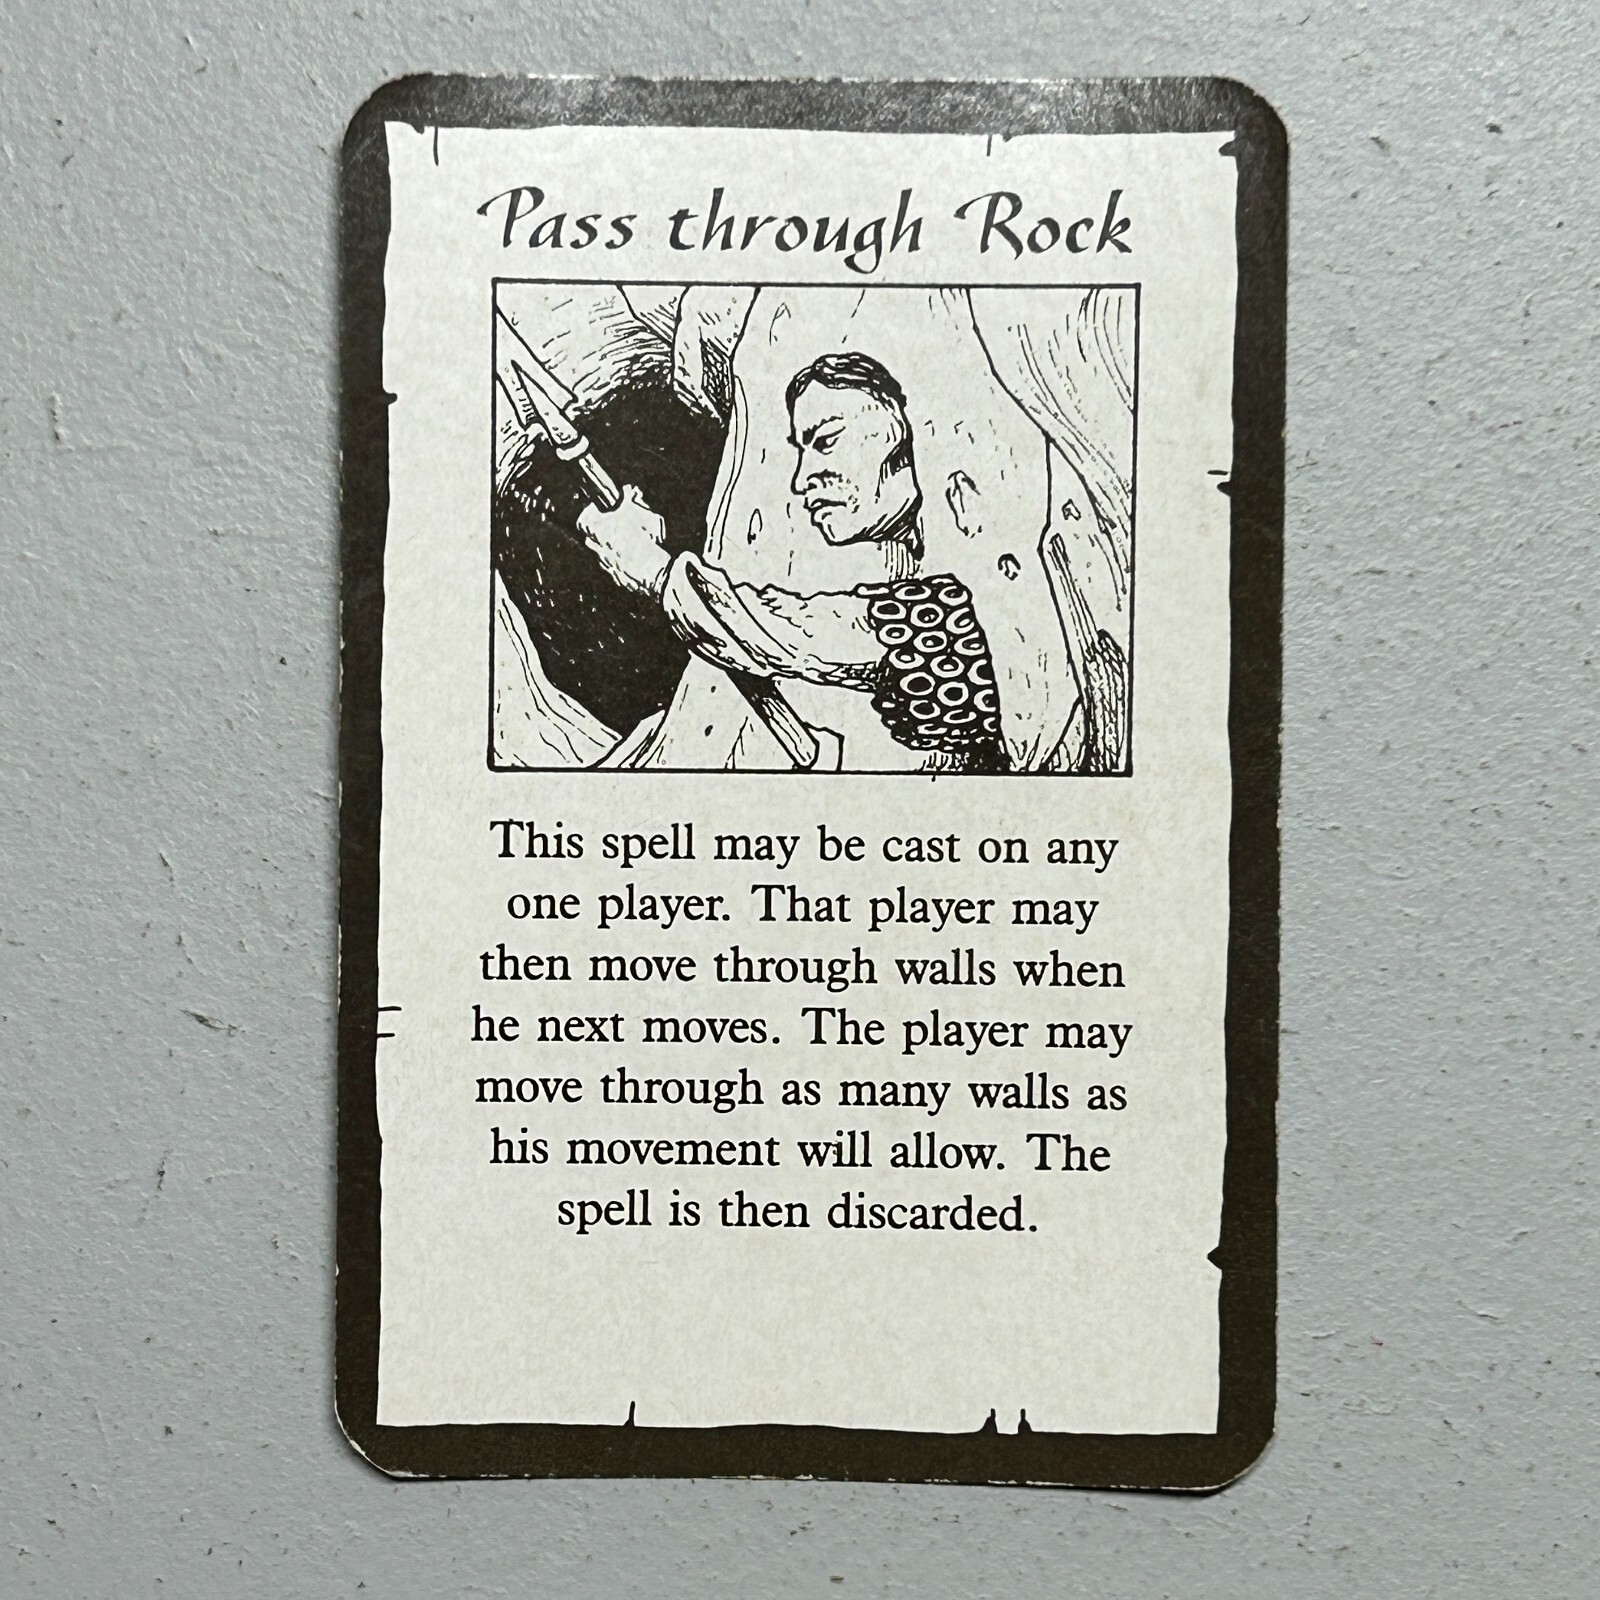 Pass through Rock
This spell may be cast on any
one player. That player may
then move through walls when
he next moves. The player may
move through as many walls as
his movement will allow. The
spell is then discarded.